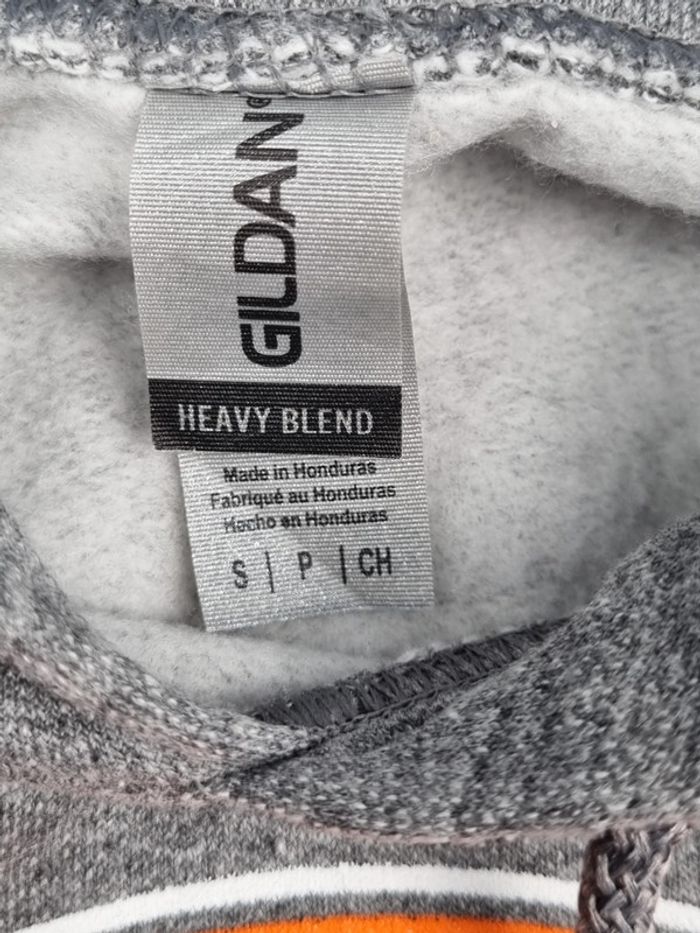 GILDAN®
HEAVY BLEND
Made in Honduras
Fabriqué au Honduras
Hecho en Honduras
S | P | CH